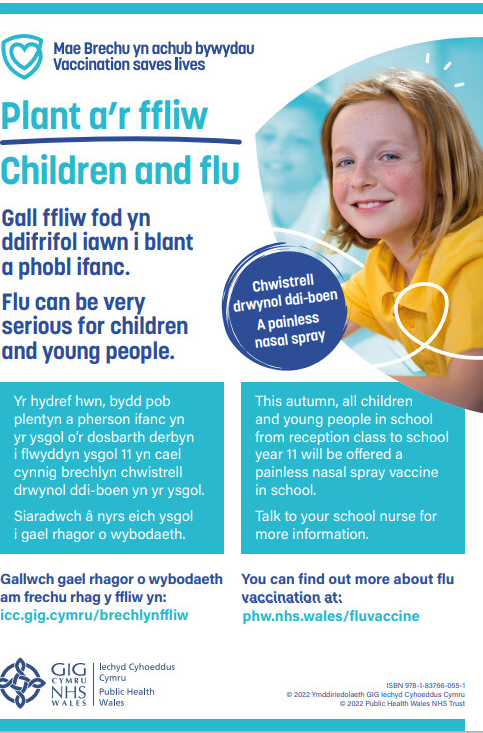 Mae Brechu yn achub bywydau
Vaccination saves lives
Plant a'r ffliw
Children and flu
Gall ffliw fod yn
ddifrifol iawn i blant
a phobl ifanc.
Flu can be very
serious for children
and young people.
Chwistrell
drwynol ddi-boen
A painless
nasal spray
Yr hydref hwn, bydd pob
plentyn a pherson ifanc yn
yr ysgol o'r dosbarth derbyn
i flwyddyn ysgol 11 yn cael
cynnig brechlyn chwistrell
drwynol ddi-boen yn yr ysgol.
Siaradwch â nyrs eich ysgol
i gael rhagor o wybodaeth.
This autumn, all children
and young people in school
from reception class to school
year 11 will be offered a
painless nasal spray vaccine
in school.
Talk to your school nurse for
more information.
Gallwch gael rhagor o wybodaeth
am frechu rhag y ffliw yn:
icc.gig.cymru/brechlynffliw
You can find out more about flu
vaccination at:
phw.nhs.wales/fluvaccine
GIG
CYMRU
NHS
WALES
Iechyd Cyhoeddus
Cymru
Public Health
Wales
ISBN 978-1-83766-055-1
© 2022 Ymddiriedolaeth GIG Iechyd Cyhoeddus Cymru
© 2022 Public Health Wales NHS Trust